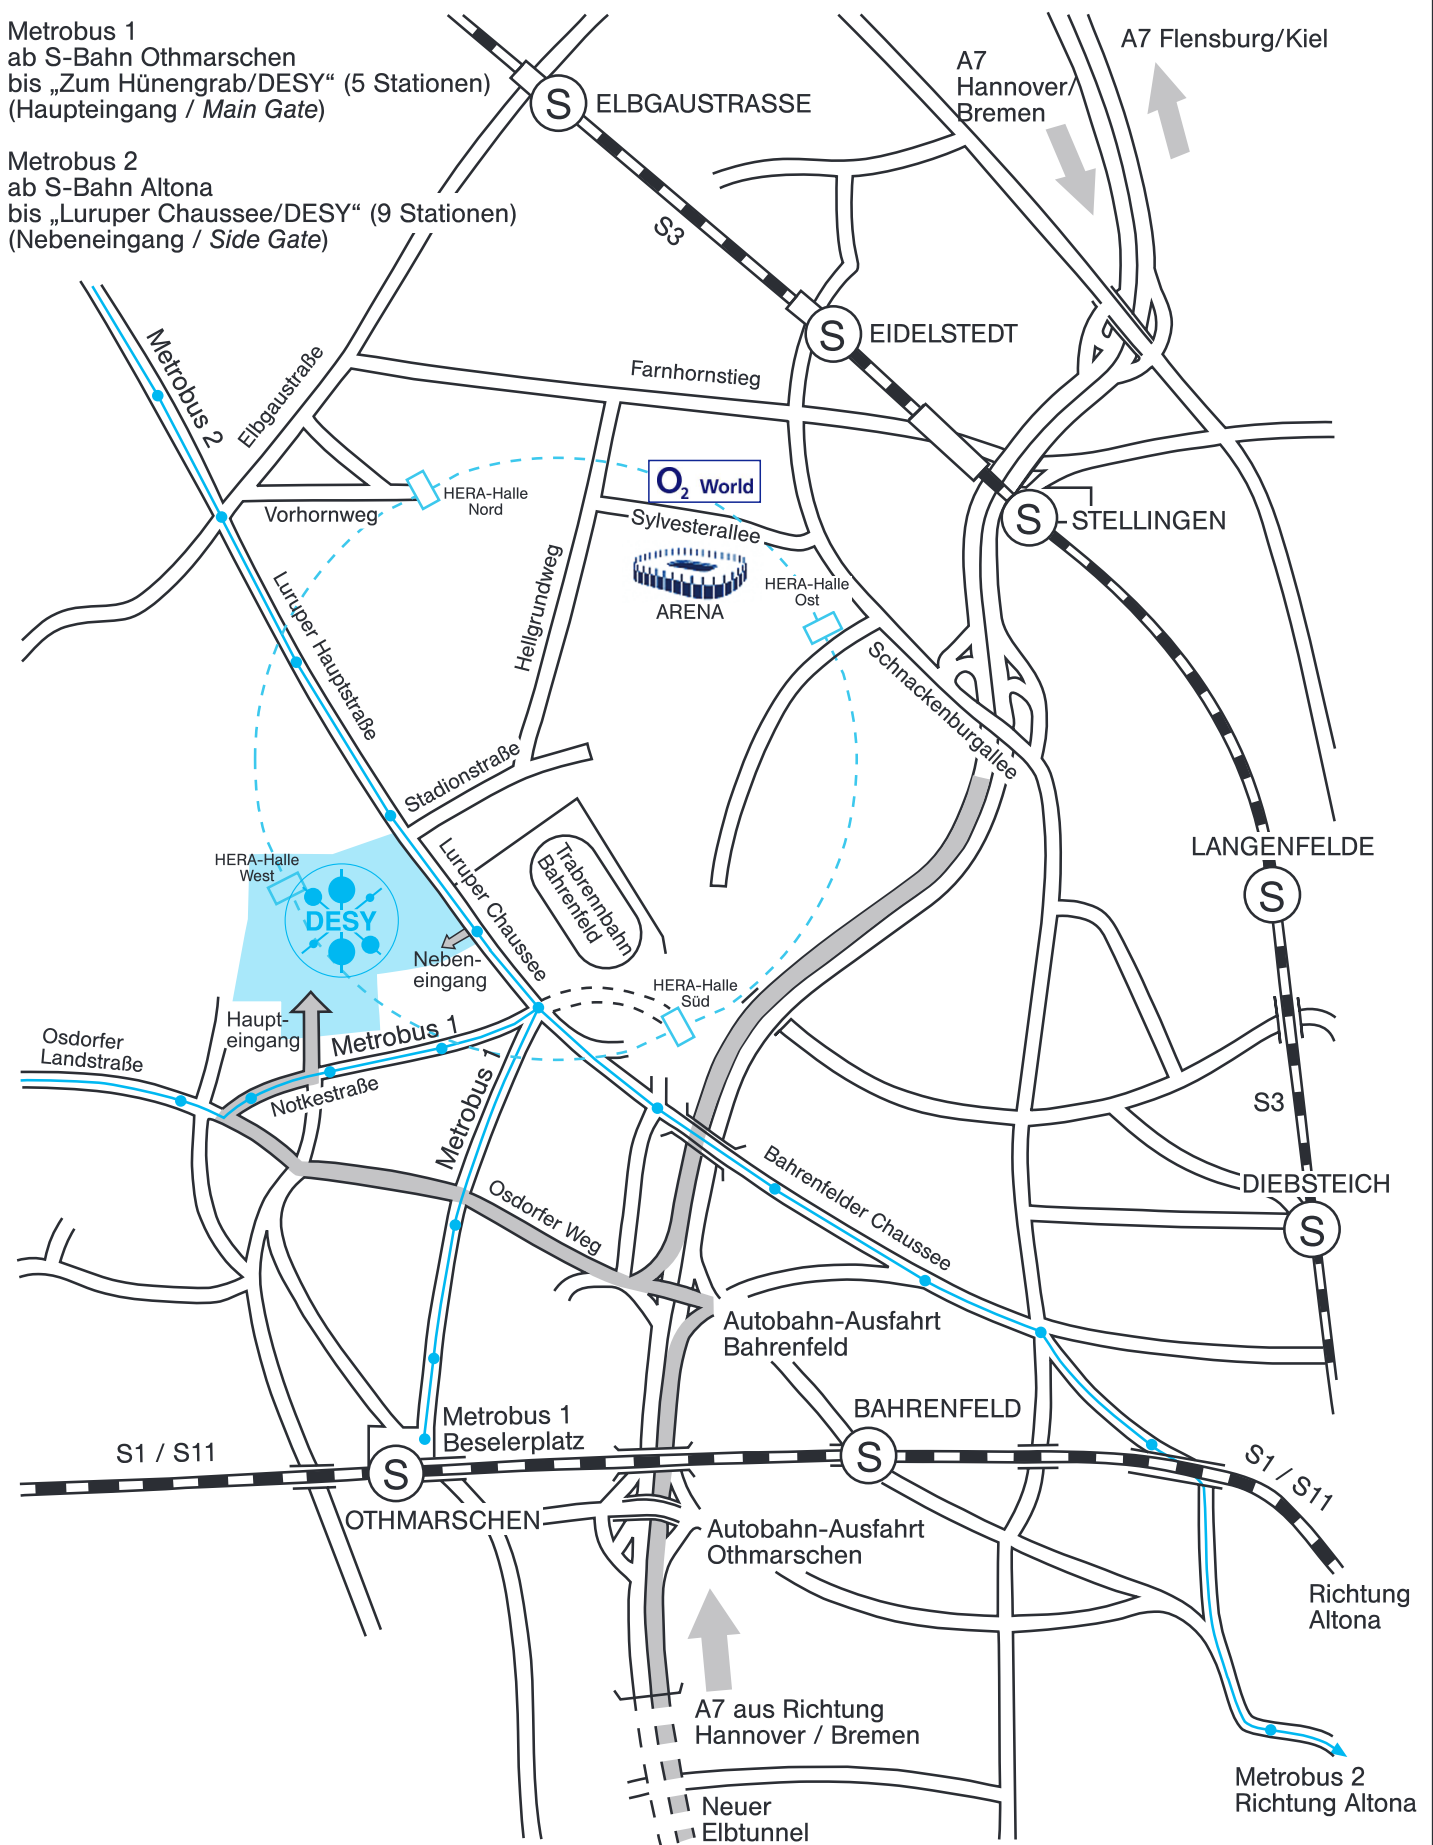 Metrobus 1
ab S-Bahn Othmarschen
bis „Zum Hünengrab/DESY“ (5 Stationen)
(Haupteingang / Main Gate)
Metrobus 2
ab S-Bahn Altona
bis „Luruper Chaussee/DESY“ (9 Stationen)
(Nebeneingang / Side Gate)
A7 Flensburg/Kiel
A7
Hannover/
Bremen
S
ELBGAUSTRASSE
S3
S
EIDELSTEDT
Metrobus 2
Elbgaustraße
Farnhornstieg
O2 World
HERA-Halle
Nord
Vorhornweg
Sylvesterallee
S
STELLINGEN
Hellgrundweg
ARENA
HERA-Halle
Ost
Luruper Hauptstraße
Schnackenburgallee
Stadionstraße
LANGENFELDE
S
HERA-Halle
West
DESY
Luruper Chaussee
Trabrennbahn
Bahrenfeld
Neben-
eingang
HERA-Halle
Süd
Haupt-
eingang
Metrobus 1
Osdorfer
Landstraße
Notkestraße
Metrobus 1
S3
Bahrenfelder Chaussee
DIEBSTEICH
S
Osdorfer Weg
Autobahn-Ausfahrt
Bahrenfeld
Metrobus 1
Beselerplatz
BAHRENFELD
S
S1 / S11
S1 / S11
S
OTHMARSCHEN
Autobahn-Ausfahrt
Othmarschen
Richtung
Altona
A7 aus Richtung
Hannover / Bremen
Metrobus 2
Richtung Altona
Neuer
Elbtunnel